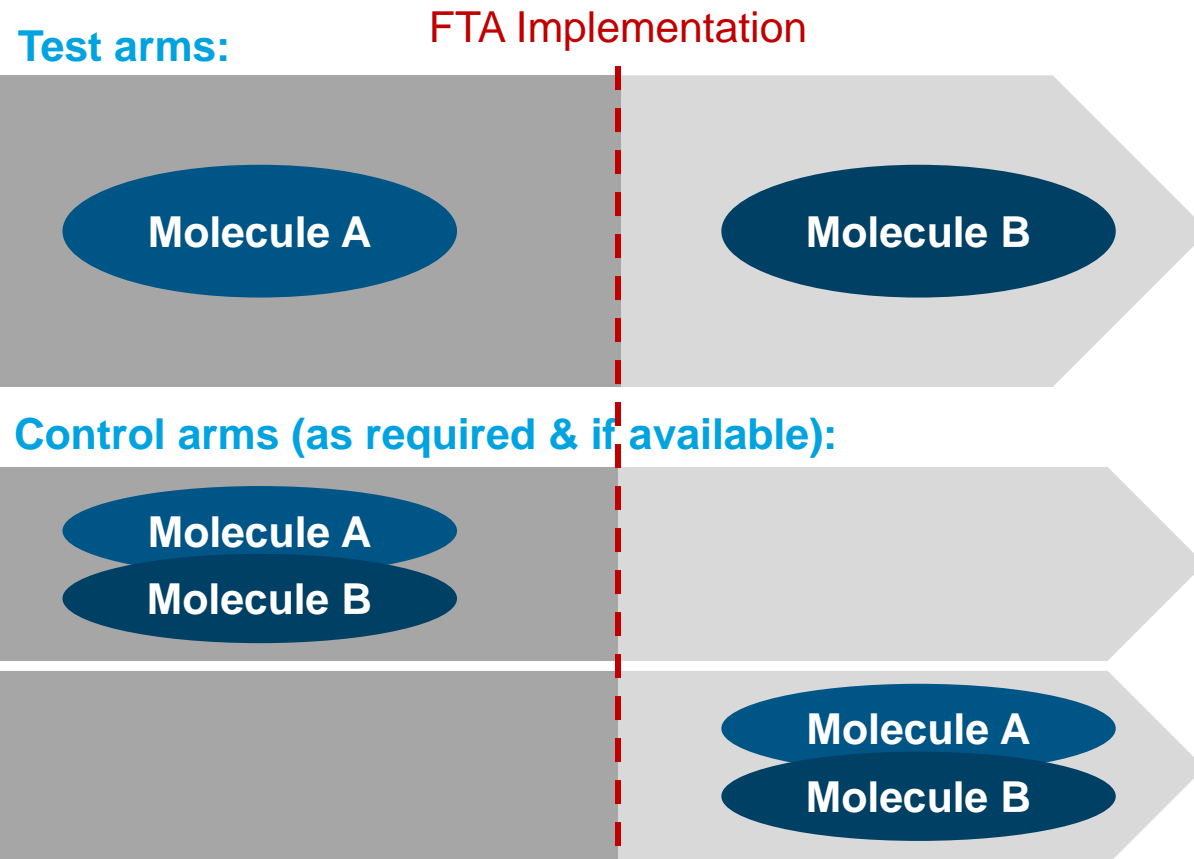 FTA Implementation
Test arms:
Molecule A
Molecule B
Control arms (as required & if available):
Molecule A
Molecule B
Molecule A
Molecule B